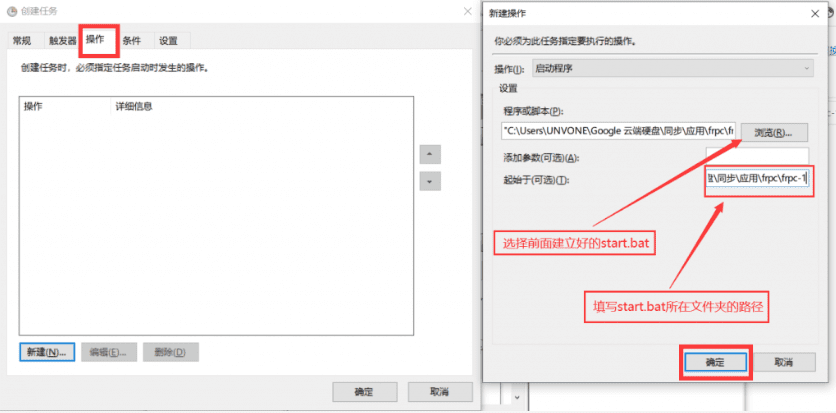 创建任务
常规 触发器 操作 条件 设置
创建任务时，必须指定任务启动时发生的操作。
操作 详细信息
新建(N)... 编辑(E)... 删除(D)
确定 取消
新建操作
你必须为此任务指定要执行的操作。
操作(I): 启动程序
设置
程序或脚本(P):
"C:\Users\UNVONE\Google 云端硬盘\同步\应用\frpc\fr 浏览(R)...
添加参数(可选)(A):
起始于(可选)(T): 盘\同步\应用\frpc\frpc-1
选择前面建立好的start.bat
填写start.bat所在文件夹的路径
确定 取消